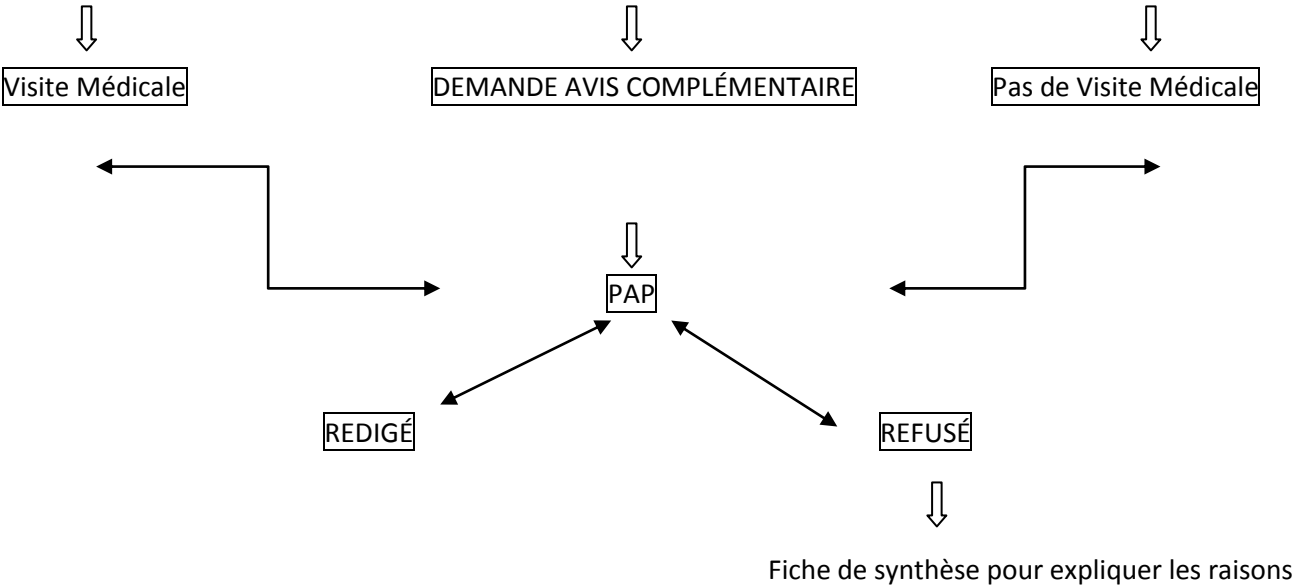 Visite Médicale
DEMANDE AVIS COMPLÉMENTAIRE
Pas de Visite Médicale
PAP
REDIGÉ
REFUSÉ
Fiche de synthèse pour expliquer les raisons